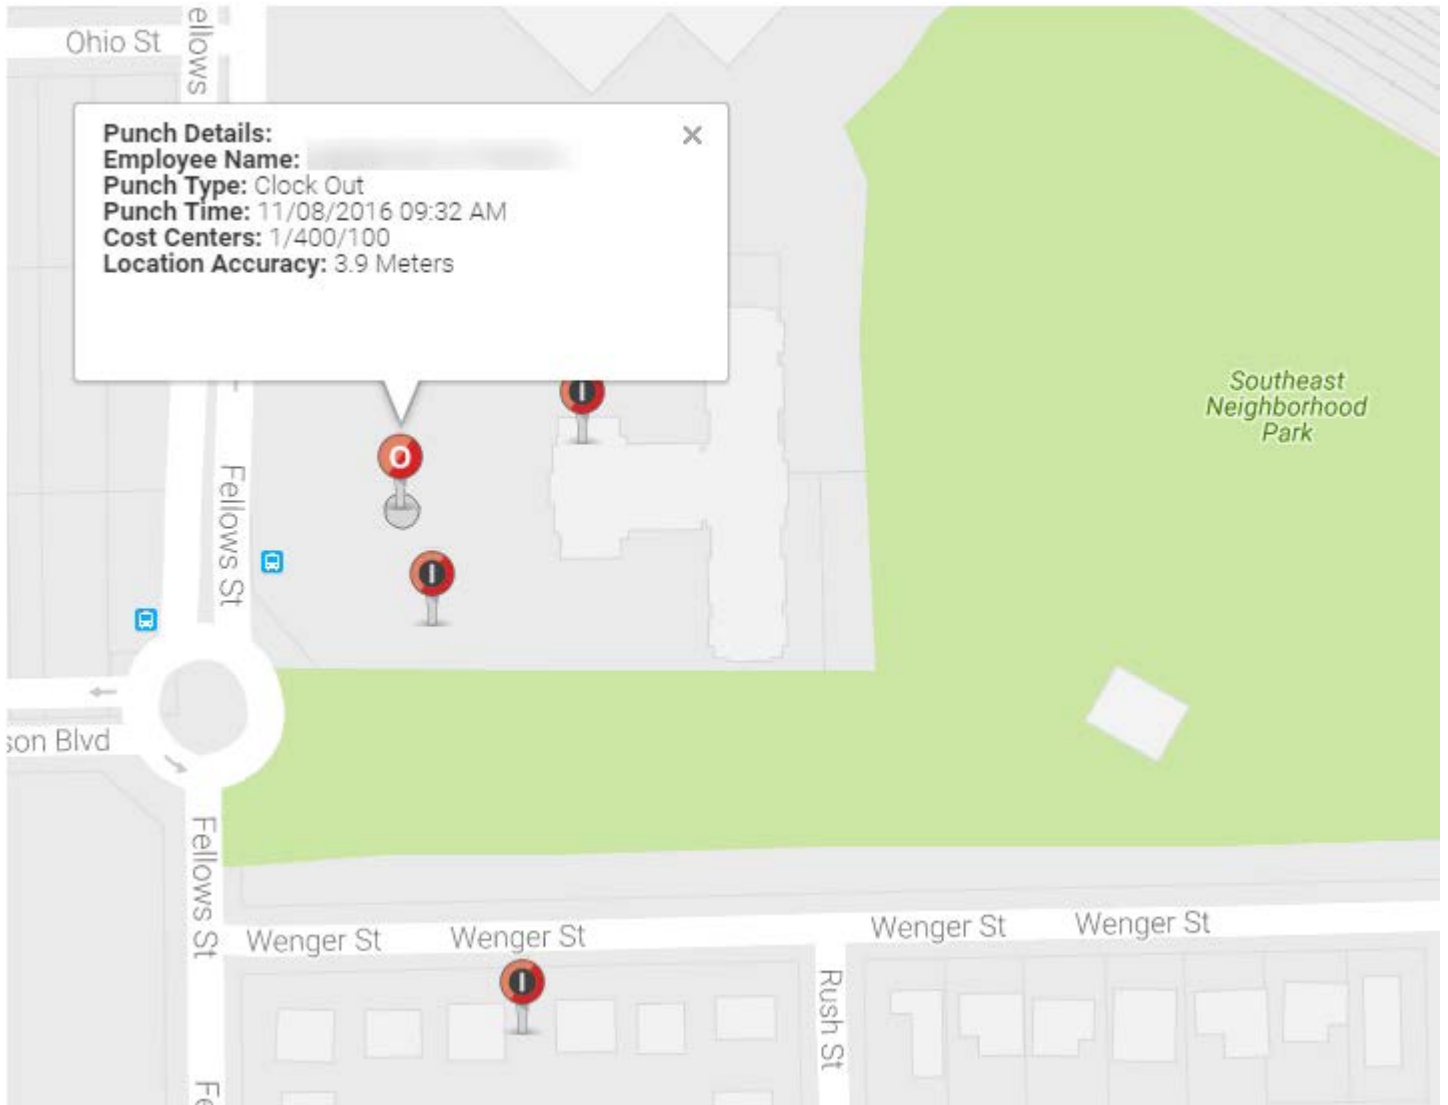 Ohio St
ellows
Punch Details:
Employee Name:
Punch Type: Clock Out
Punch Time: 11/08/2016 09:32 AM
Cost Centers: 1/400/100
Location Accuracy: 3.9 Meters
I
O
I
Southeast
Neighborhood
Park
Fellows St
son Blvd
Fellows St
Wenger St
Wenger St
Wenger St
Wenger St
I
Rush St
Fe